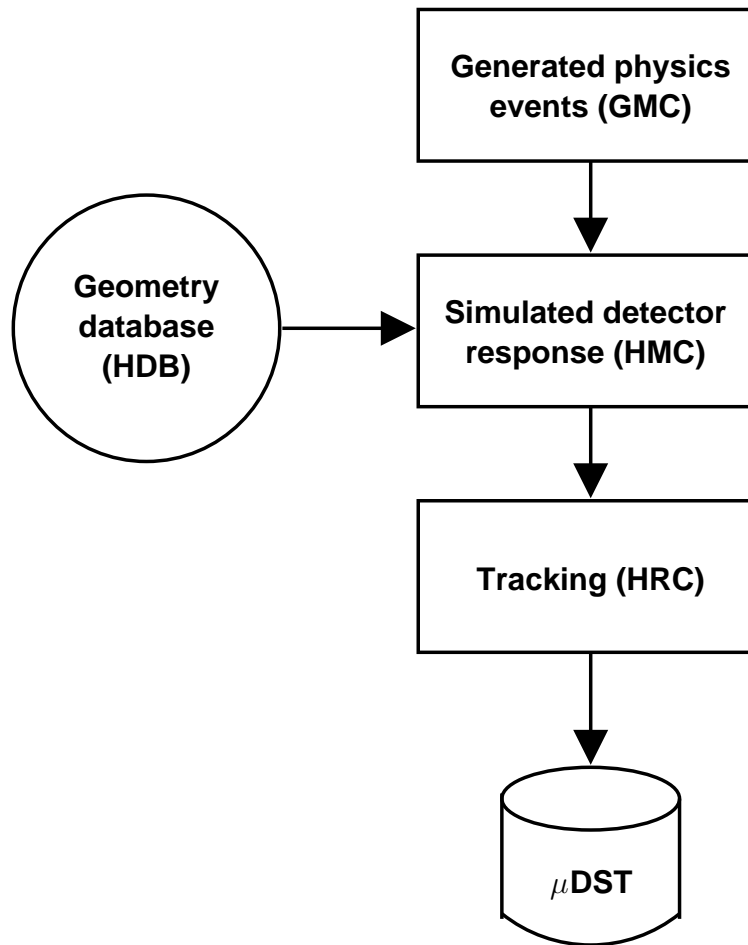 Generated physics
events (GMC)
Geometry
database
(HDB)
Simulated detector
response (HMC)
Tracking (HRC)
μDST